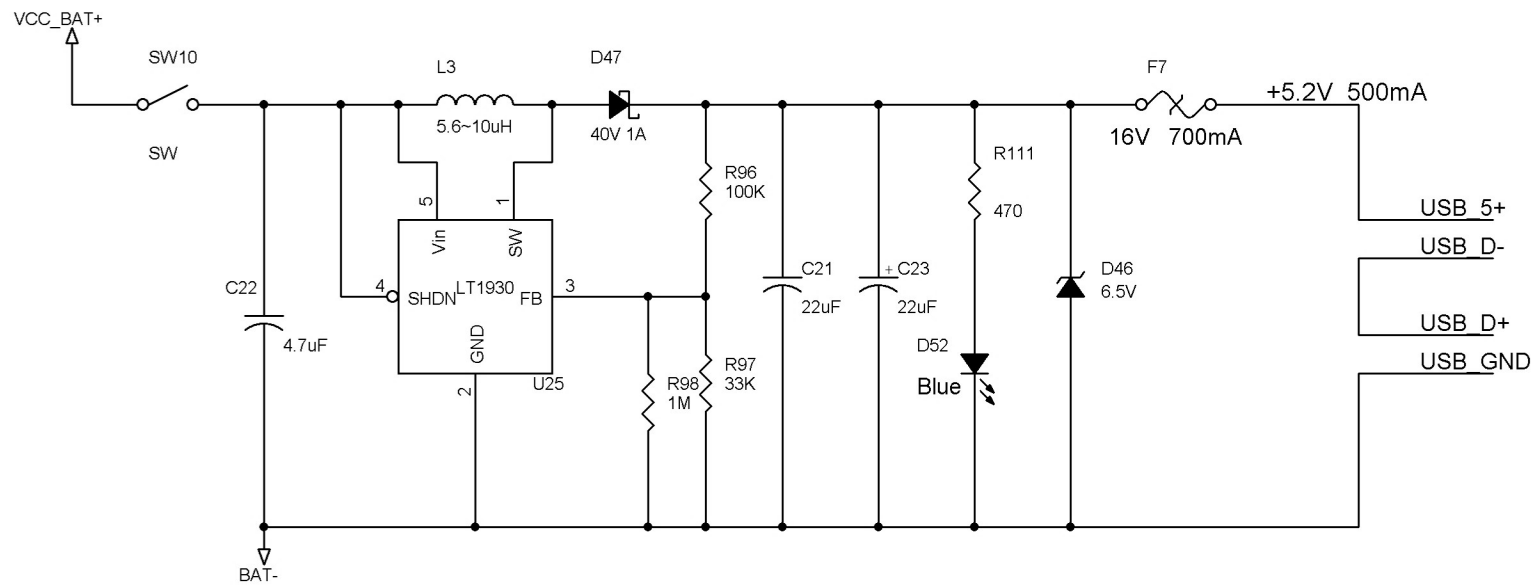 VCC_BAT+
SW10
SW
L3
5.6~10uH
D47
40V 1A
F7
16V 700mA
+5.2V 500mA
R96
100K
R111
470
5
1
Vin
SW
4
SHDN
LT1930
FB
3
GND
2
U25
C22
4.7uF
R98
1M
R97
33K
C21
22uF
+
C23
22uF
D52
Blue
D46
6.5V
USB_5+
USB_D-
USB_D+
USB_GND
BAT-